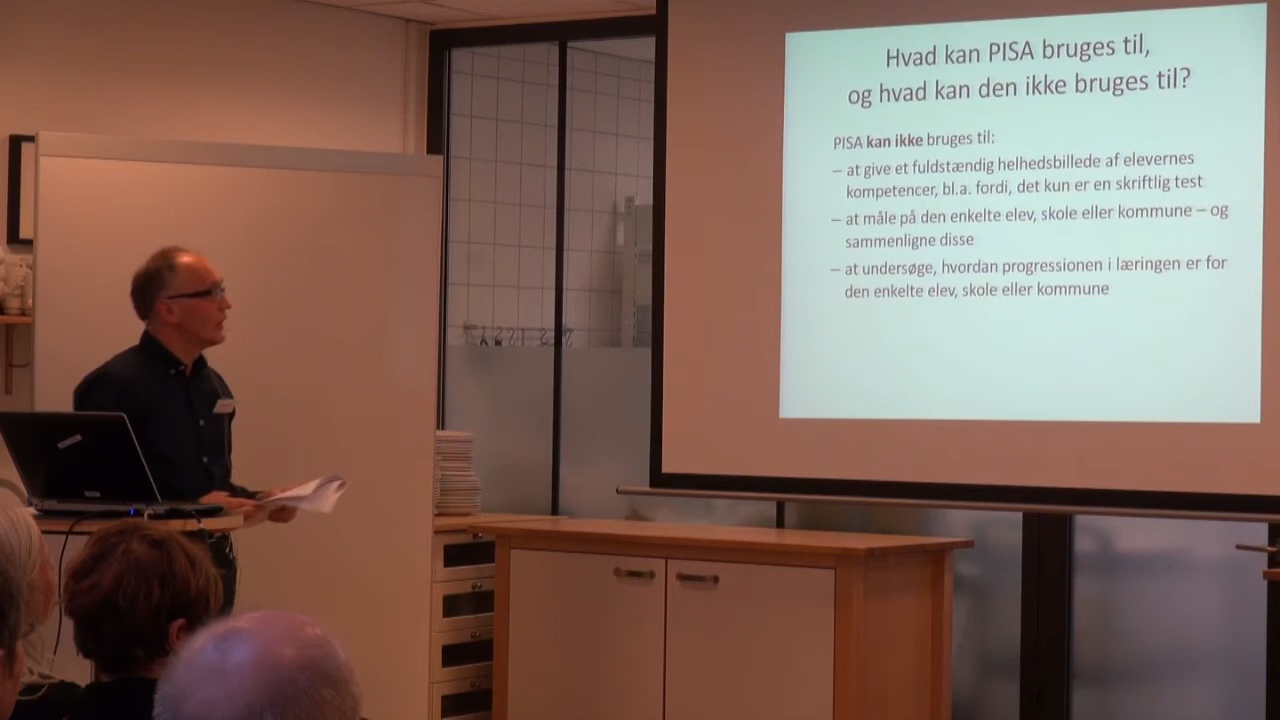 Hvad kan PISA bruges til,
og hvad kan den ikke bruges til?
PISA kan ikke bruges til:
– at give et fuldstændig helhedsbillede af elevernes
kompetencer, bl.a. fordi, det kun er en skriftlig test
– at måle på den enkelte elev, skole eller kommune – og
sammenligne disse
– at undersøge, hvordan progressionen i læringen er for
den enkelte elev, skole eller kommune